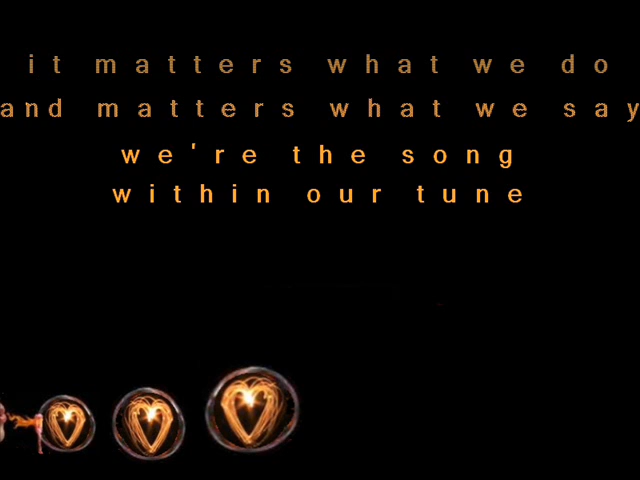 it matters what we do
and matters what we say
we're the song
within our tune